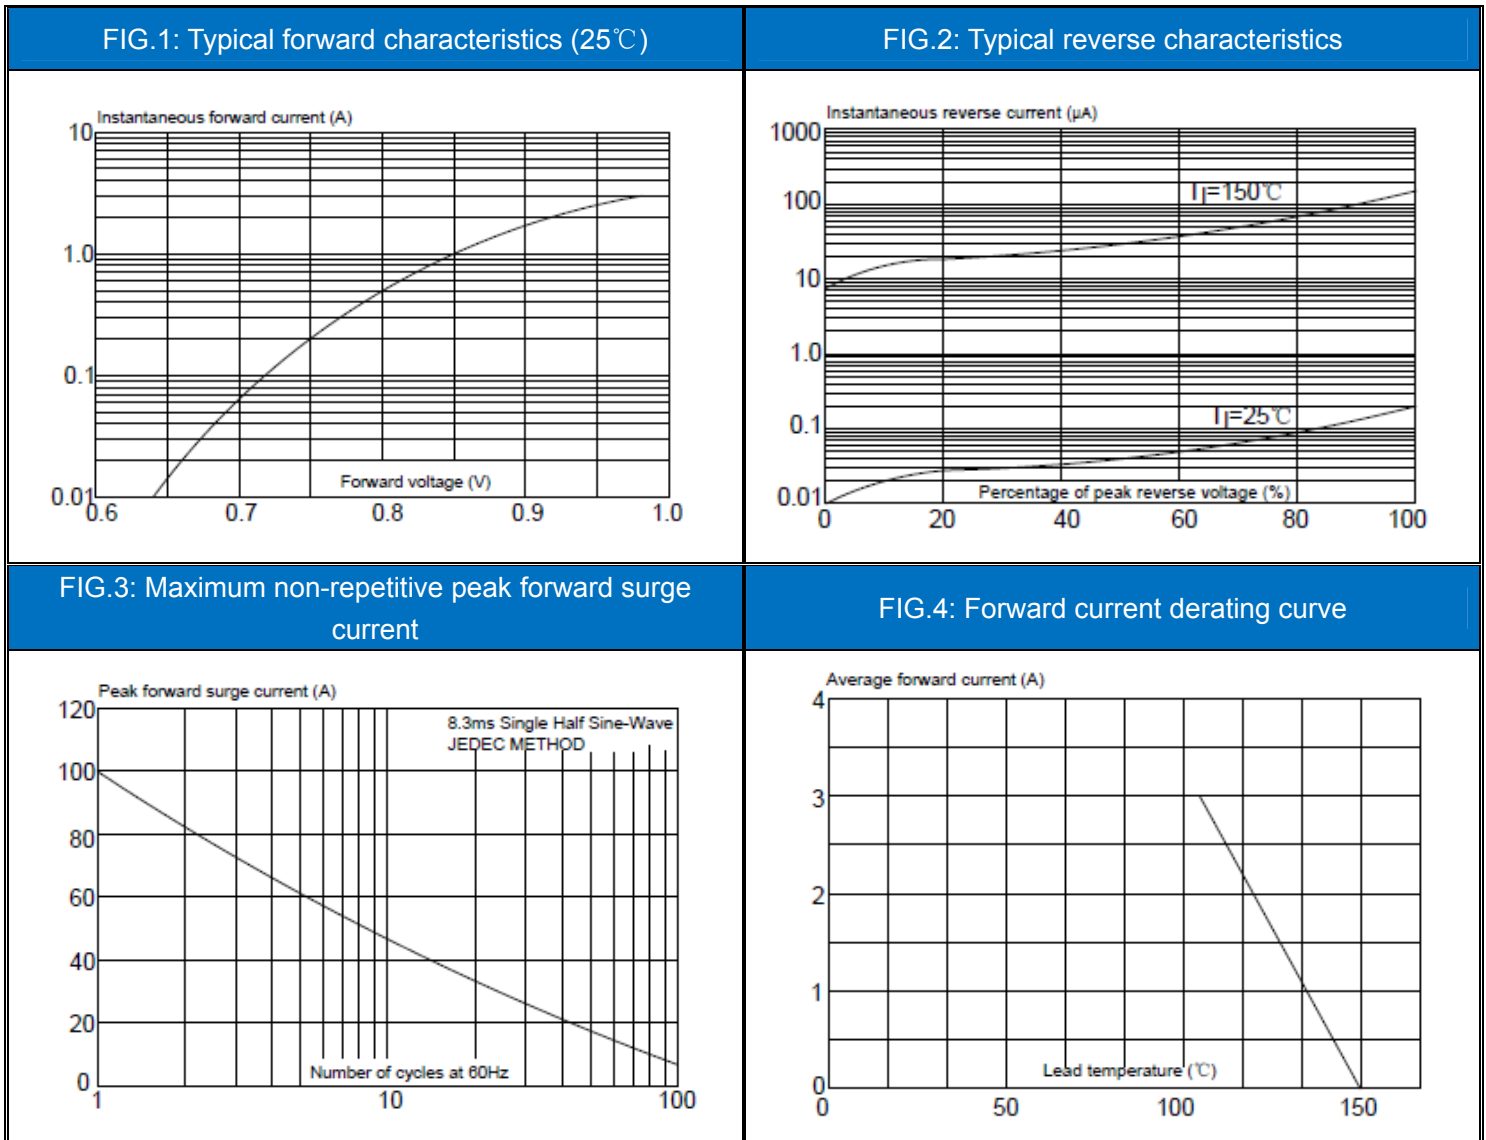 FIG.1: Typical forward characteristics (25℃)
FIG.2: Typical reverse characteristics
Instantaneous forward current (A)
10
1.0
0.1
0.01
Forward voltage (V)
0.6 0.7 0.8 0.9 1.0
Instantaneous reverse current (μA)
1000
Tj=150℃
100
10
1.0
Tj=25℃
0.1
0.01
Percentage of peak reverse voltage (%)
0 20 40 60 80 100
FIG.3: Maximum non-repetitive peak forward surge
current
FIG.4: Forward current derating curve
Peak forward surge current (A)
120
8.3ms Single Half Sine-Wave
JEDEC METHOD
100
80
60
40
20
0
Number of cycles at 60Hz
1 10 100
Average forward current (A)
4
3
2
1
0
Lead temperature (℃)
0 50 100 150